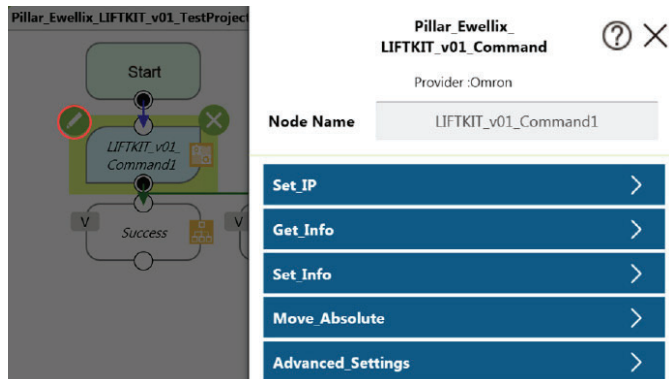 Pillar_Ewellix_LIFTKIT_v01_TestProject
Start
LIFTKIT_v01_
Command1
V
Success
V
Pillar_Ewellix_
LIFTKIT_v01_Command
?
Provider :Omron
Node Name
LIFTKIT_v01_Command1
Set_IP
Get_Info
Set_Info
Move_Absolute
Advanced_Settings